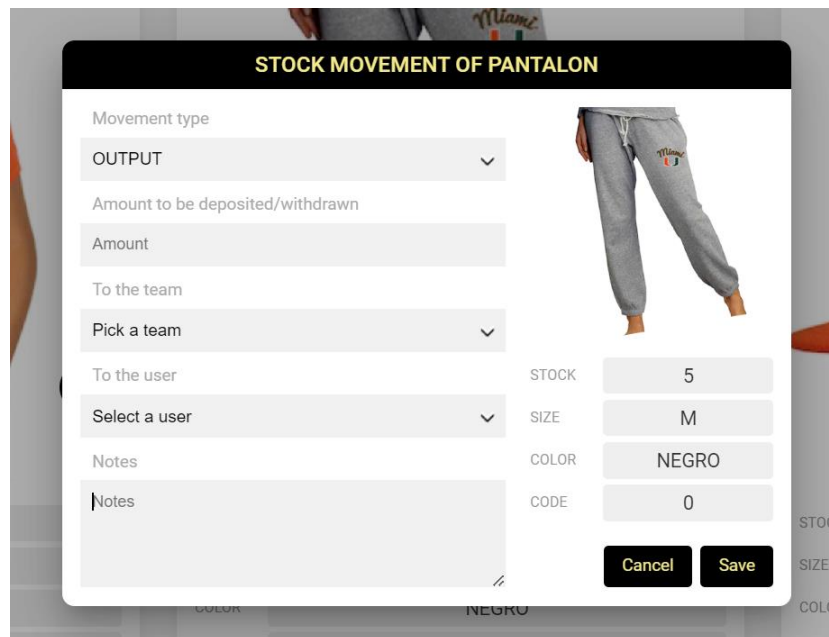 Miami
STOCK MOVEMENT OF PANTALON
Movement type
OUTPUT
Amount to be deposited/withdrawn
Amount
To the team
Pick a team
To the user
Select a user
Notes
Notes
Miami
U
STOCK 5
SIZE M
COLOR NEGRO
CODE 0
Cancel Save
STO
SIZE
COLOR NEGRO COL